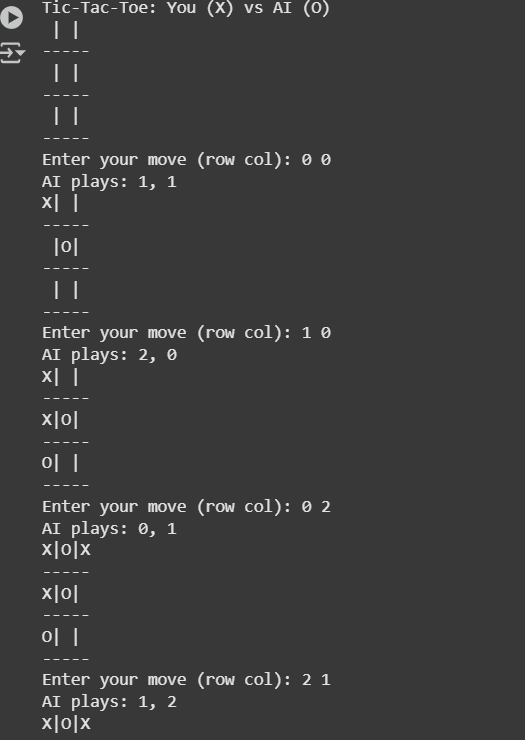 Tic-Tac-Toe: You (X) vs AI (O)
 | | 
-----
 | | 
-----
 | | 
-----
Enter your move (row col): 0 0
AI plays: 1, 1
X| | 
-----
 |O| 
-----
 | | 
-----
Enter your move (row col): 1 0
AI plays: 2, 0
X| | 
-----
X|O| 
-----
O| | 
-----
Enter your move (row col): 0 2
AI plays: 0, 1
X|O|X
-----
X|O| 
-----
O| | 
-----
Enter your move (row col): 2 1
AI plays: 1, 2
X|O|X